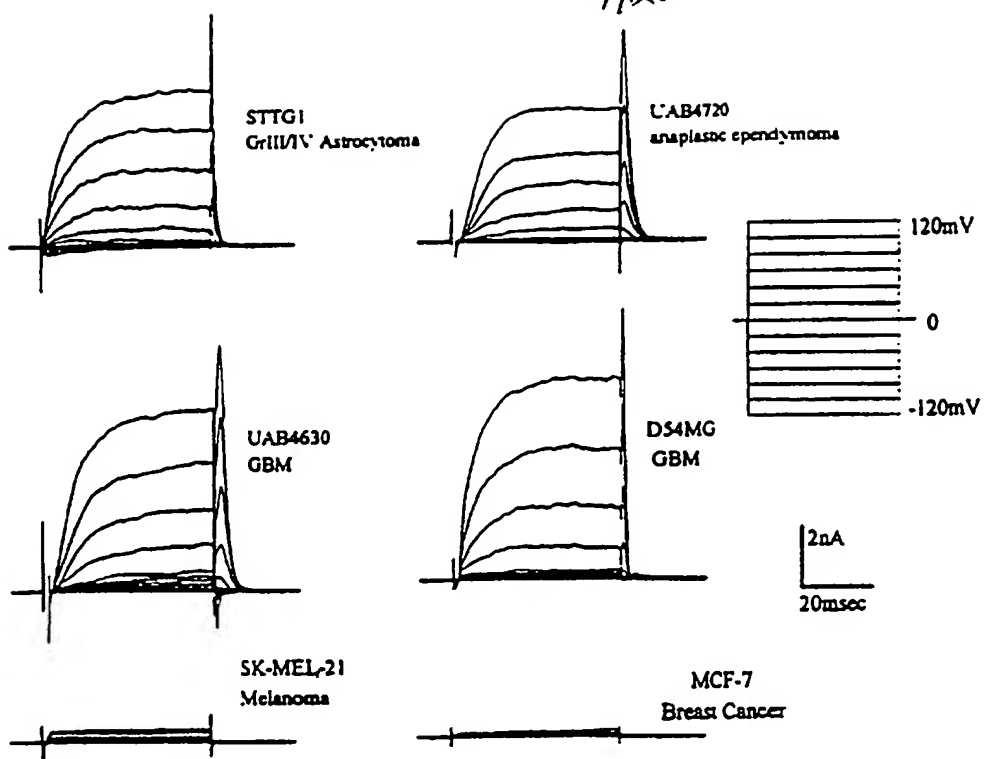 STTG1
GrIII/IV Astrocytoma
UAB4720
anaplastic ependymoma
120mV
0
-120mV
UAB4630
GBM
D54MG
GBM
2nA
20msec
SK-MEL-21
Melanoma
MCF-7
Breast Cancer